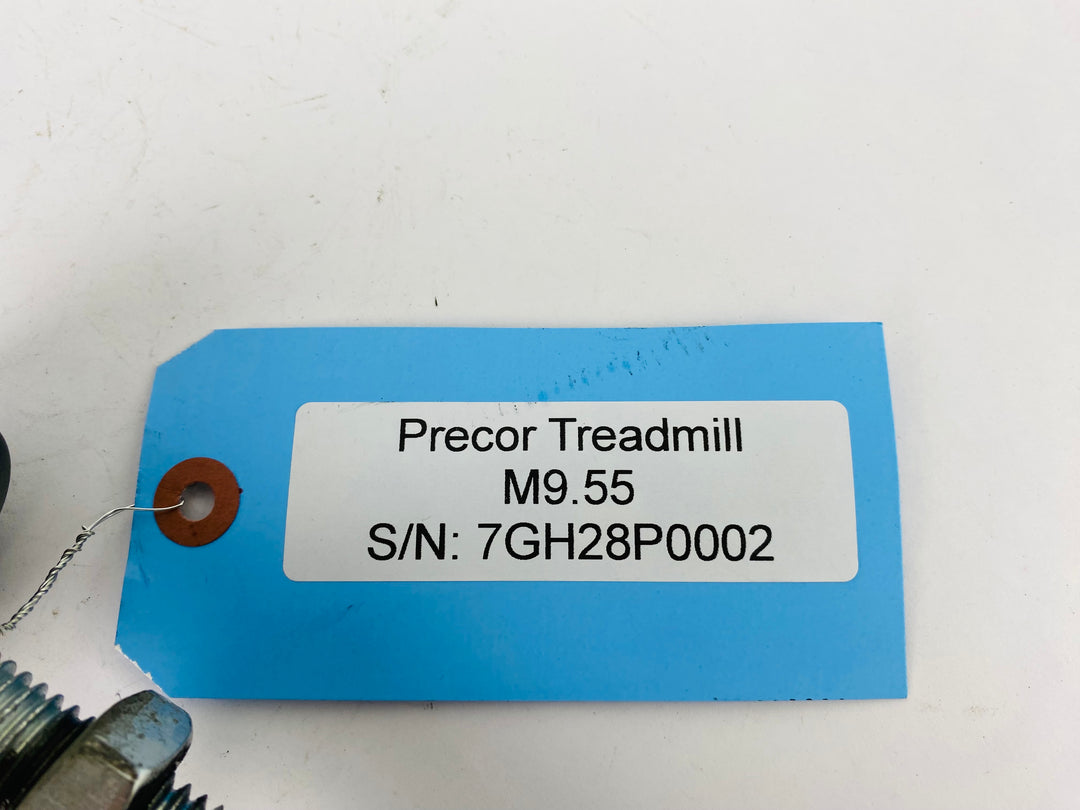 Precor Treadmill
M9.55
S/N: 7GH28P0002